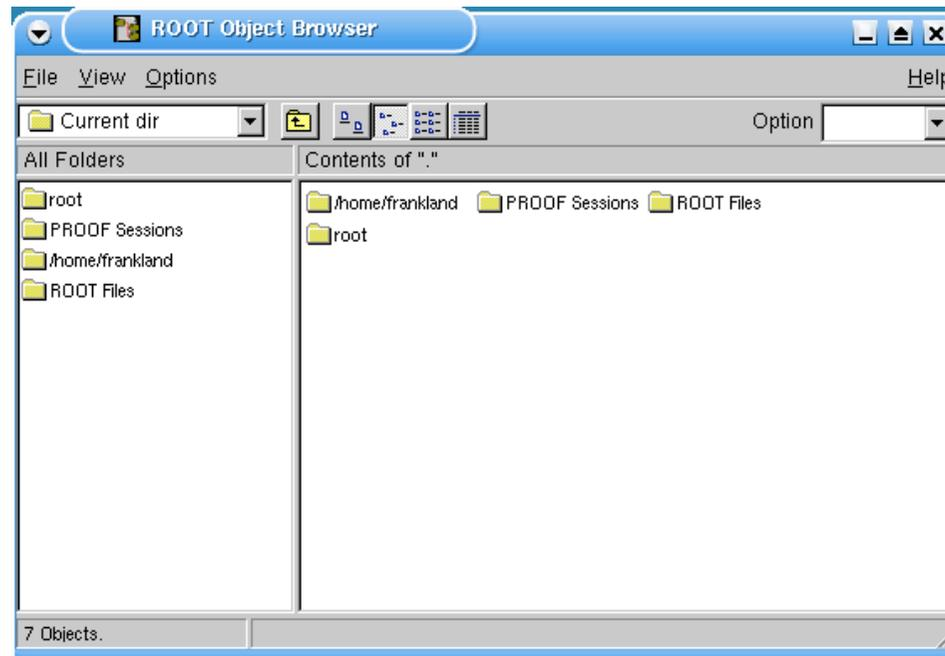 ROOT Object Browser
File View Options Help
Current dir Option
All Folders Contents of "."
root
PROOF Sessions
/home/frankland
ROOT Files
/home/frankland PROOF Sessions ROOT Files
root
7 Objects.